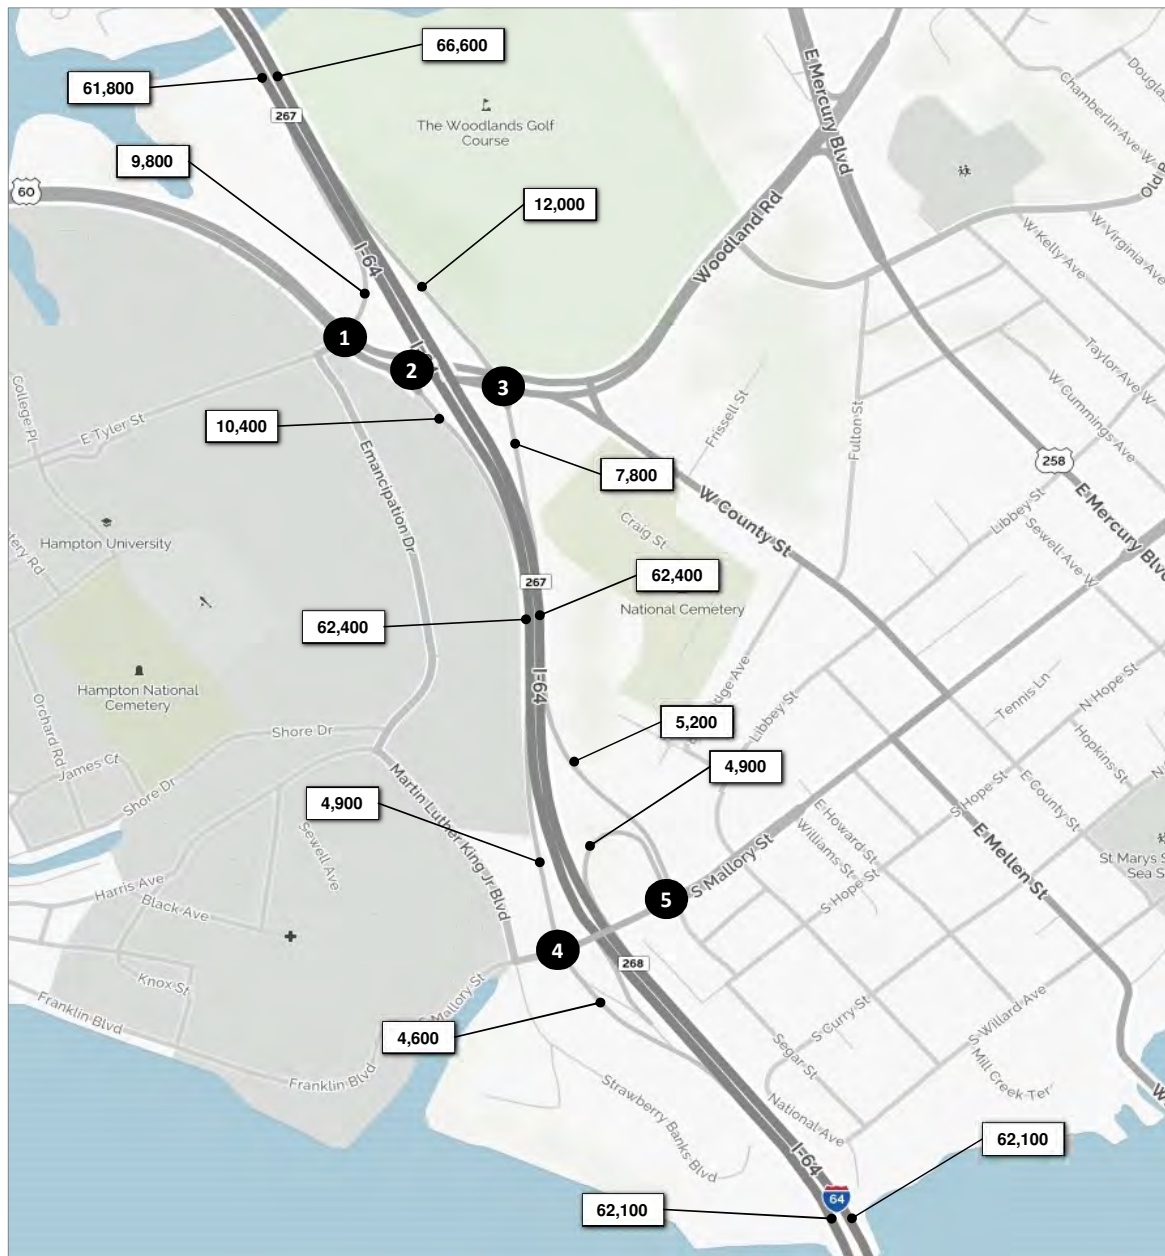 66,600
61,800
267
The Woodlands Golf
Course
E Mercury Blvd
Chamberlin Ave W
9,800
60
12,000
W Kelly Ave
W Virginia Ave
I-64
Woodland Rd
1
2
3
Taylor Ave W
W Cummings Ave
College Pl
E Tyler St
10,400
Emancipation Dr
Frissell St
Fulton St
258
7,800
W County St
Libbey St
E Mercury Blvd
Sewell Ave W
Hampton University
Craig St
267
62,400
National Cemetery
62,400
I-64
Hampton National
Cemetery
Orchard Rd
Shore Dr
James Ct
Shore Dr
5,200
Libbey St
Tennis Ln
N Hope St
Hopkins St
4,900
4,900
Martin Luther King Jr Blvd
Sewell Ave
S Hope St
E County St
E Howard St
Williams St
S Hope St
E Mellen St
St Marys S
Sea S
S Mallory St
Harris Ave
Black Ave
5
4
268
Knox St
Franklin Blvd
S Mallory St
4,600
Franklin Blvd
S Curry St
S Willard Ave
Segar St
Mill Creek Ter
Strawberry Banks Blvd
National Ave
I-64
62,100
64
62,100